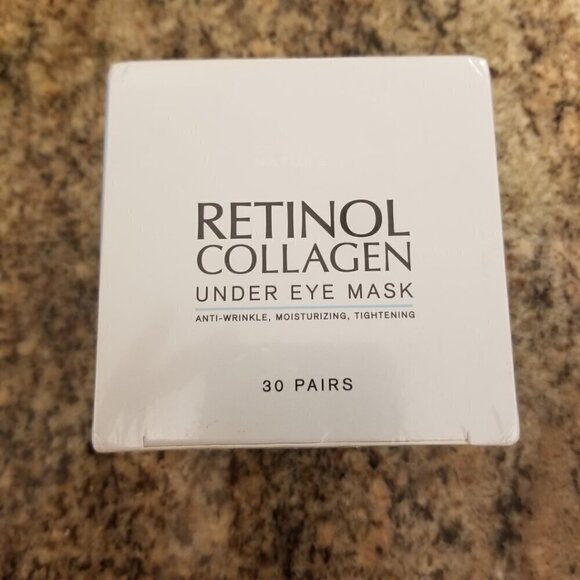 RETINOL
COLLAGEN
UNDER EYE MASK
ANTI-WRINKLE, MOISTURIZING, TIGHTENING
30 PAIRS